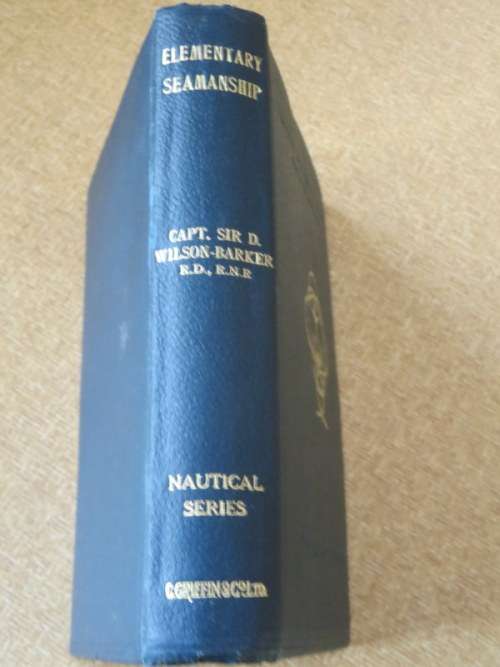 ELEMENTARY
SEAMANSHIP
CAPT. SIR D.
WILSON-BARKER
R.D., R.N.R
NAUTICAL
SERIES
C. GRIFFIN & Co. LTD.